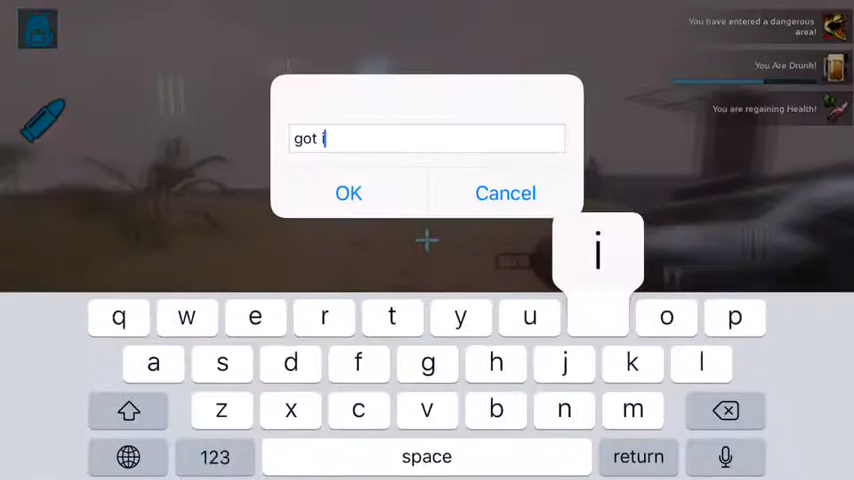 You have entered a dangerous
area!
You Are Drunk!
You are regaining Health!
got i
OK
Cancel
i
q w e r t y u o p
a s d f g h j k l
z x c v b n m
123 space return